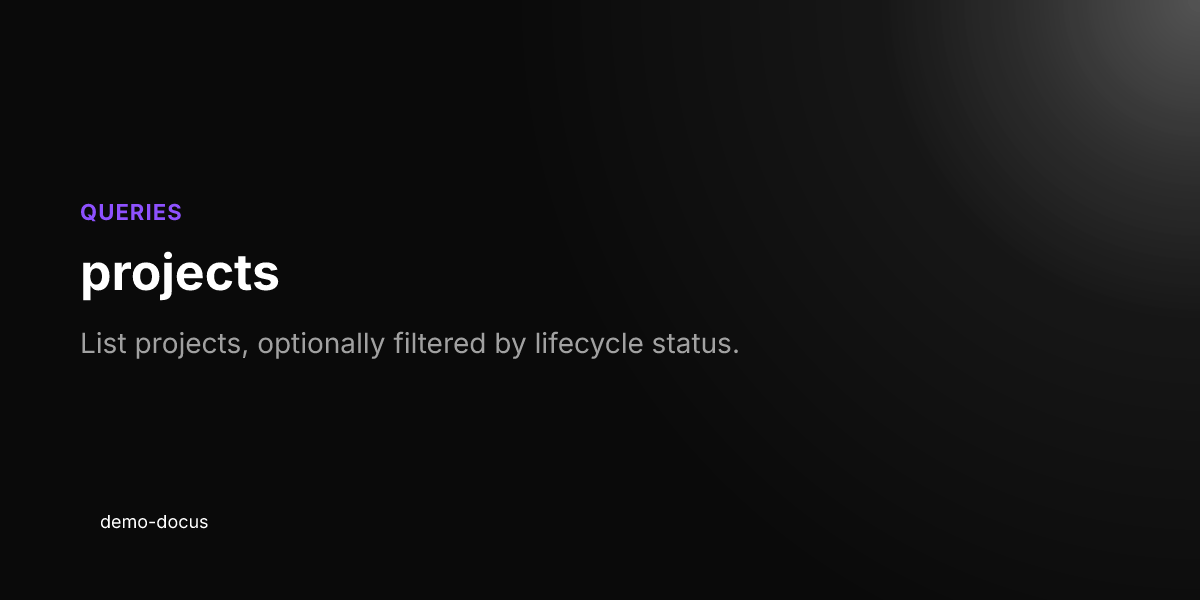 QUERIES
projects
List projects, optionally filtered by lifecycle status.
demo-docus